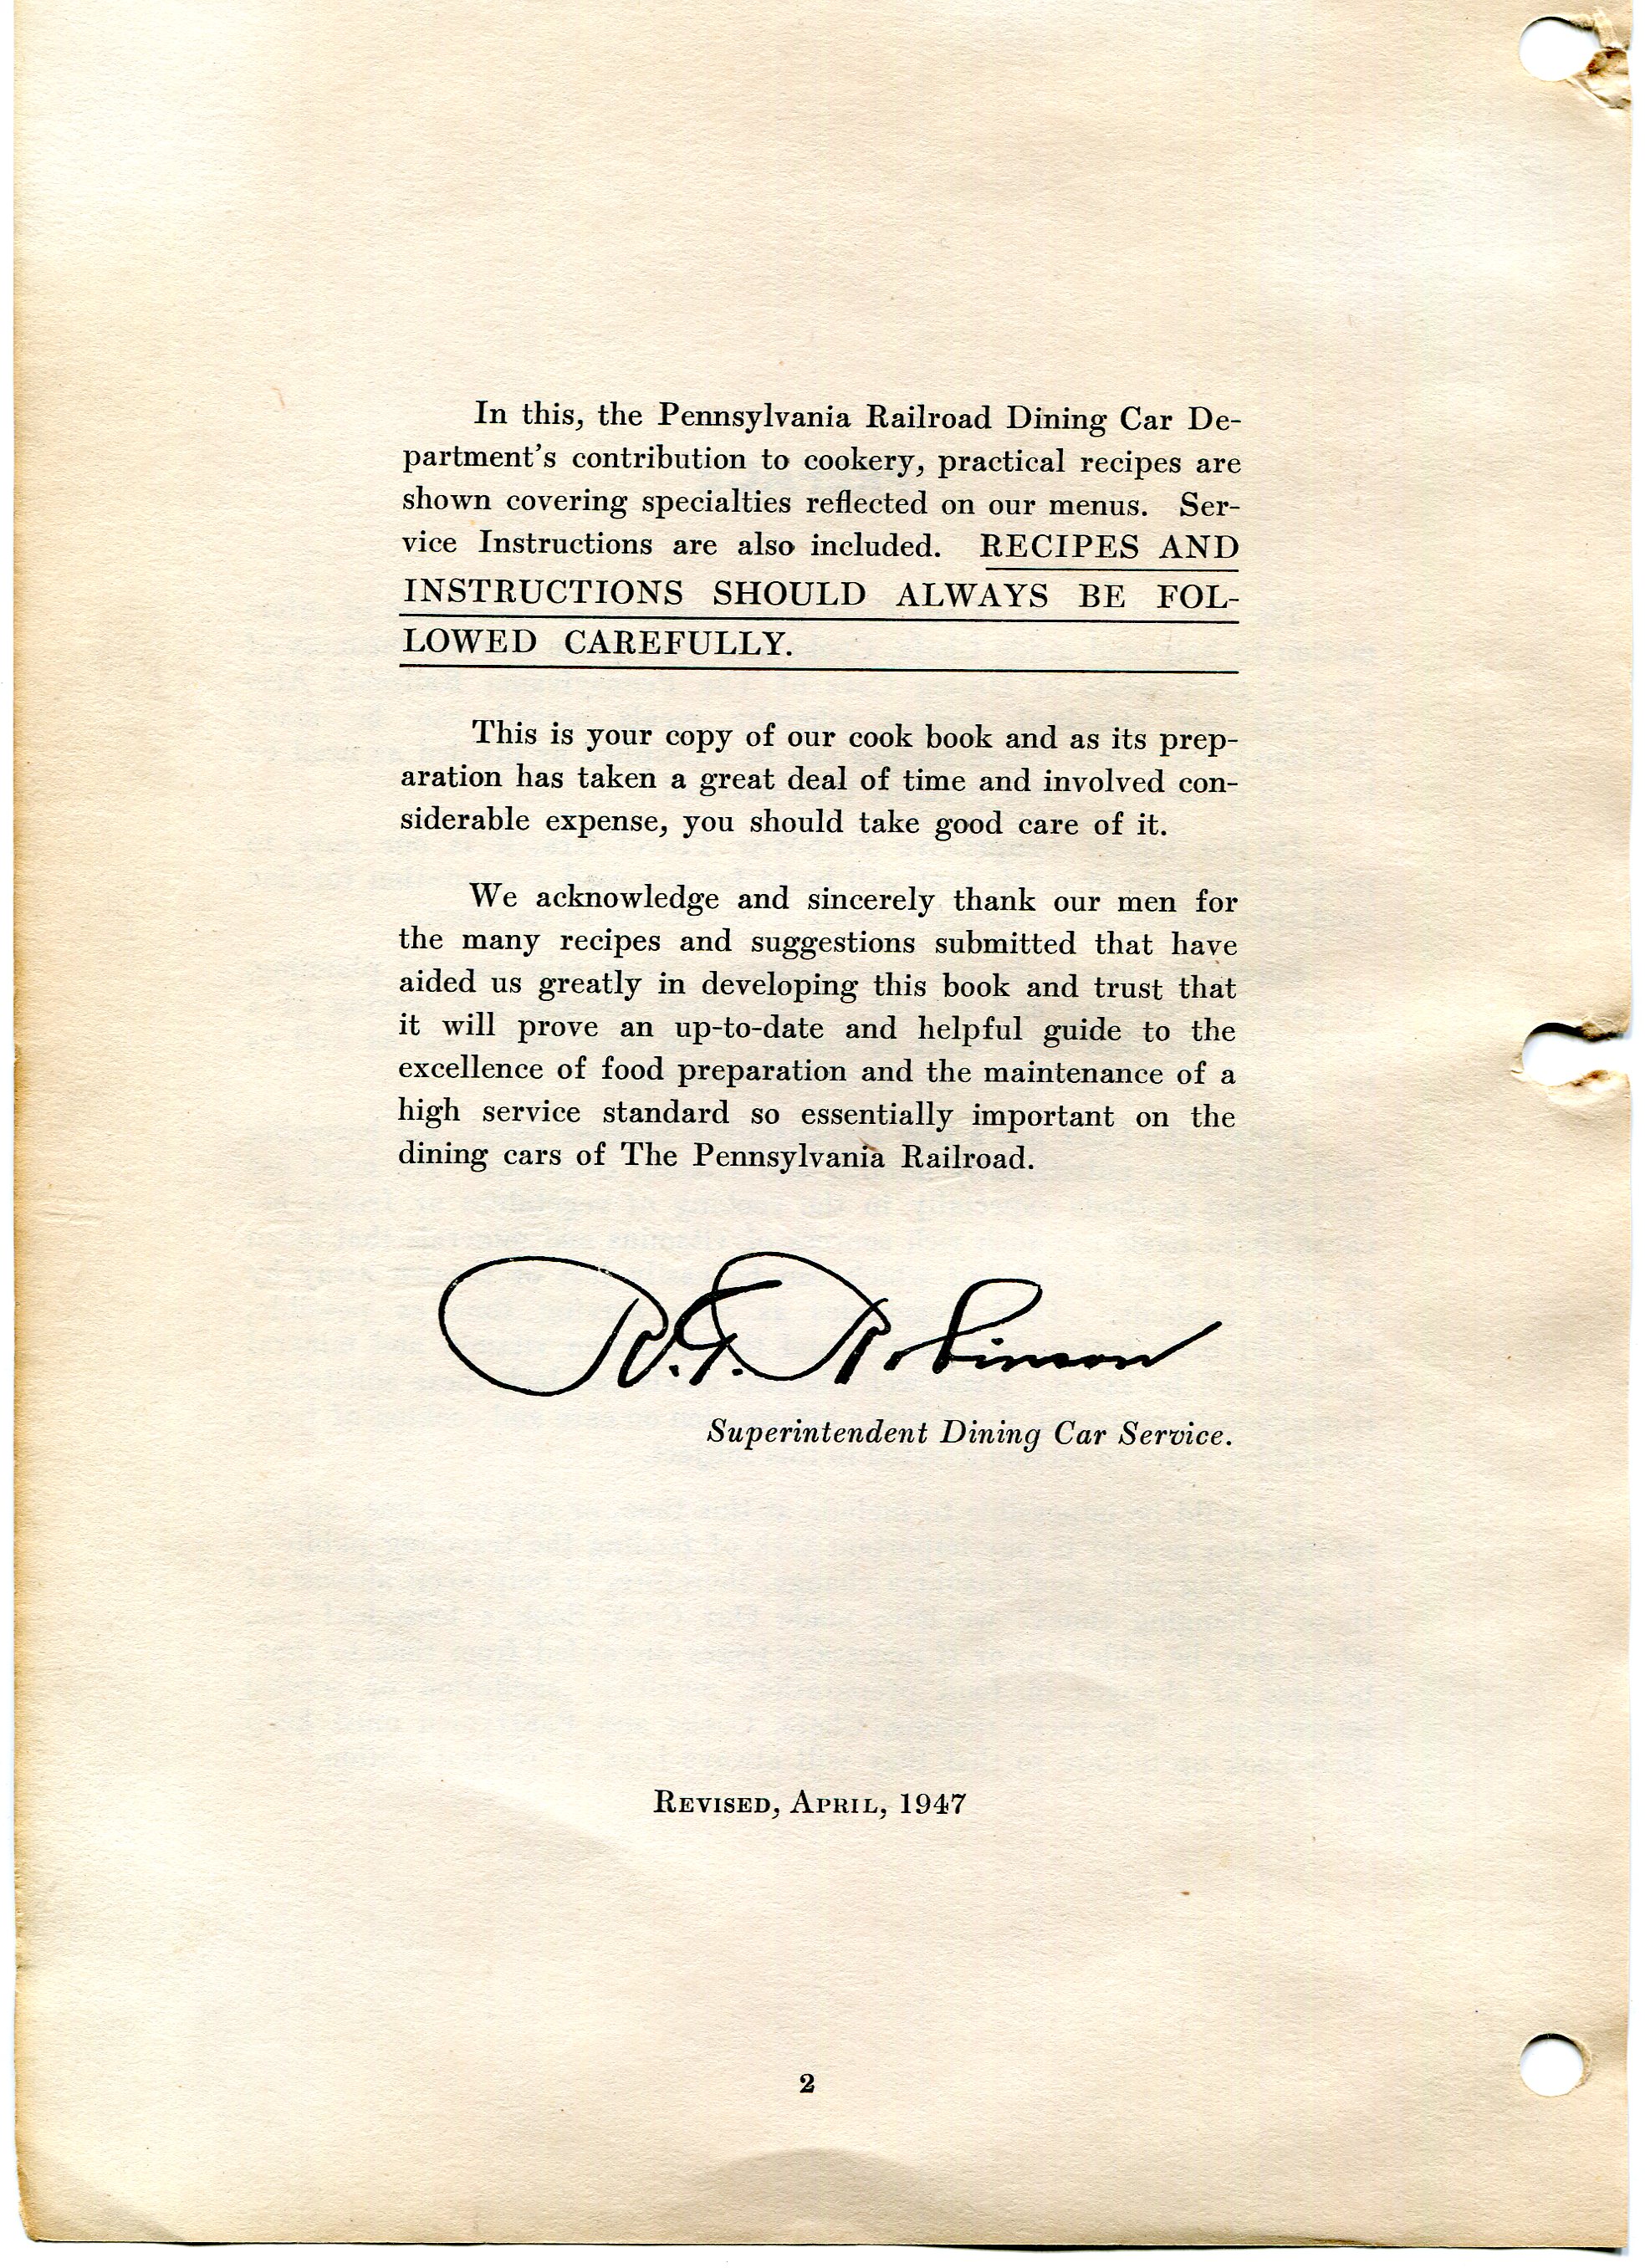 In this, the Pennsylvania Railroad Dining Car De-
partment's contribution to cookery, practical recipes are
shown covering specialties reflected on our menus. Ser-
vice Instructions are also included. RECIPES AND
INSTRUCTIONS SHOULD ALWAYS BE FOL-
LOWED CAREFULLY.
This is your copy of our cook book and as its prep-
aration has taken a great deal of time and involved con-
siderable expense, you should take good care of it.
We acknowledge and sincerely thank our men for
the many recipes and suggestions submitted that have
aided us greatly in developing this book and trust that
it will prove an up-to-date and helpful guide to the
excellence of food preparation and the maintenance of a
high service standard so essentially important on the
dining cars of The Pennsylvania Railroad.
Robinson
Superintendent Dining Car Service.
REVISED, APRIL, 1947
2